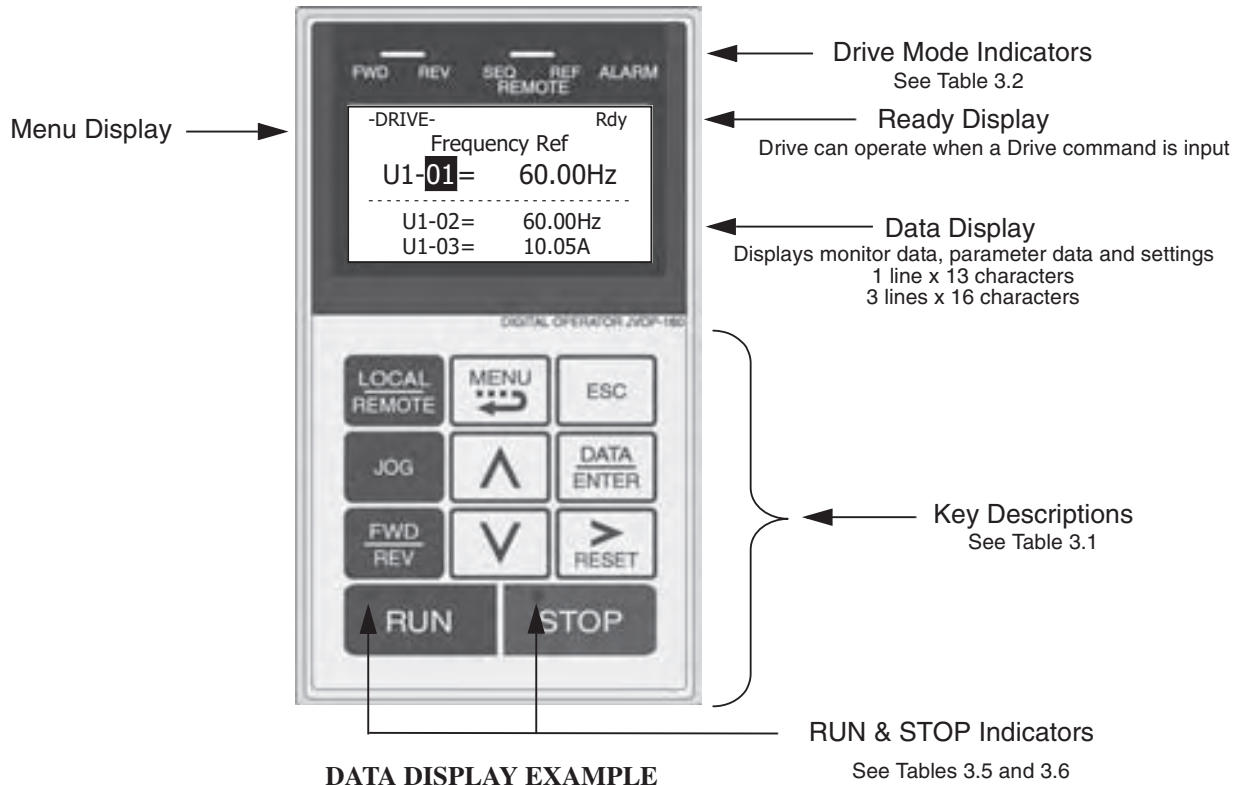 Drive Mode Indicators
See Table 3.2
FWD REV SEQ REF ALARM
REMOTE
Menu Display
-DRIVE- Rdy
Frequency Ref
U1-01= 60.00Hz
U1-02= 60.00Hz
U1-03= 10.05A
Ready Display
Drive can operate when a Drive command is input
Data Display
Displays monitor data, parameter data and settings
1 line x 13 characters
3 lines x 16 characters
DIGITAL OPERATOR JVOP-160
LOCAL
REMOTE
MENU
ESC
JOG
DATA
ENTER
FWD
REV
RESET
RUN
STOP
Key Descriptions
See Table 3.1
RUN & STOP Indicators
See Tables 3.5 and 3.6
DATA DISPLAY EXAMPLE